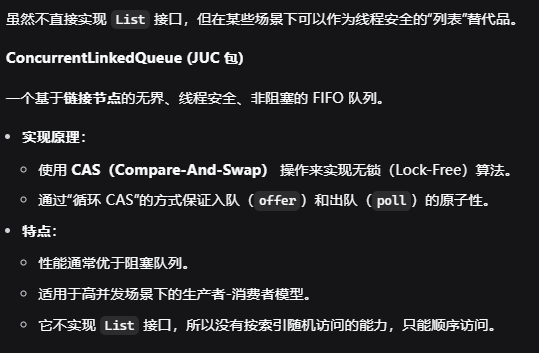 虽然不直接实现 List 接口，但在某些场景下可以作为线程安全的“列表”替代品。
ConcurrentLinkedQueue (JUC 包)
一个基于链接节点的无界、线程安全、非阻塞的 FIFO 队列。
实现原理：
使用 CAS（Compare-And-Swap） 操作来实现无锁（Lock-Free）算法。
通过“循环 CAS”的方式保证入队（offer）和出队（poll）的原子性。
特点：
性能通常优于阻塞队列。
适用于高并发场景下的生产者-消费者模型。
它不实现 List 接口，所以没有按索引随机访问的能力，只能顺序访问。